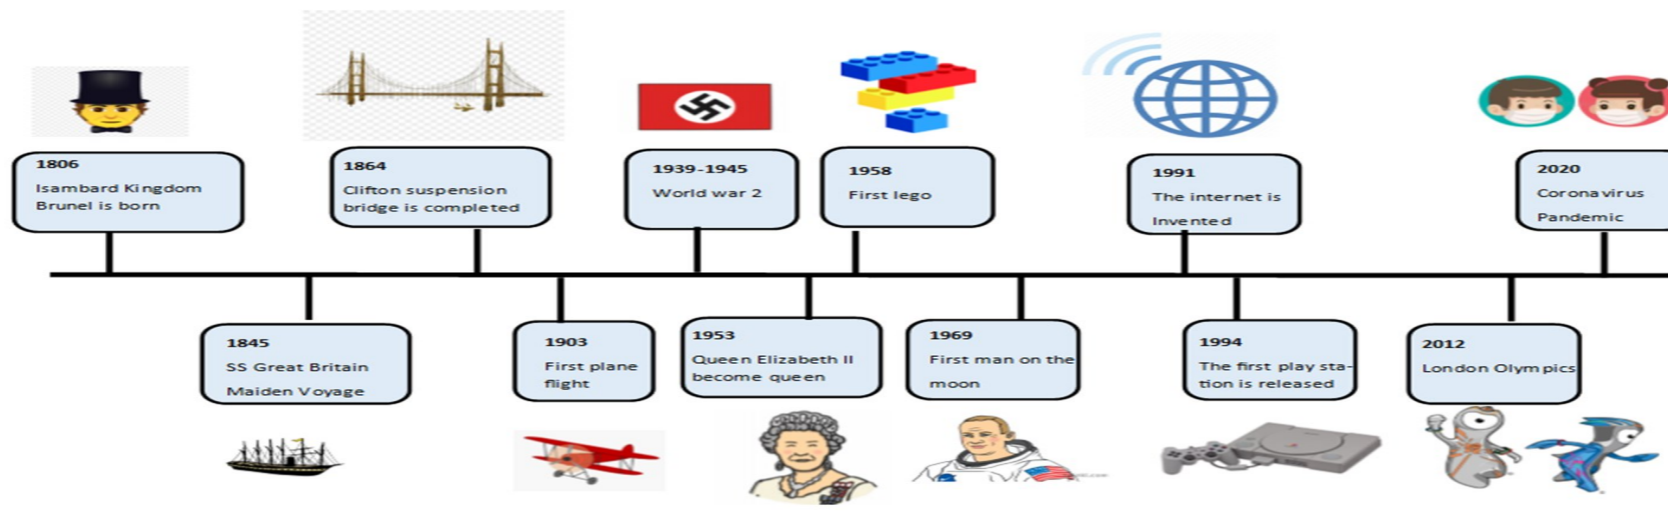 1806
Isambard Kingdom
Brunel is born
1864
Clifton suspension
bridge is completed
1939-1945
World war 2
1958
First lego
1991
The internet is
Invented
2020
Coronavirus
Pandemic
1845
SS Great Britain
Maiden Voyage
1903
First plane
flight
1953
Queen Elizabeth II
become queen
1969
First man on the
moon
1994
The first play sta-
tion is released
2012
London Olympics